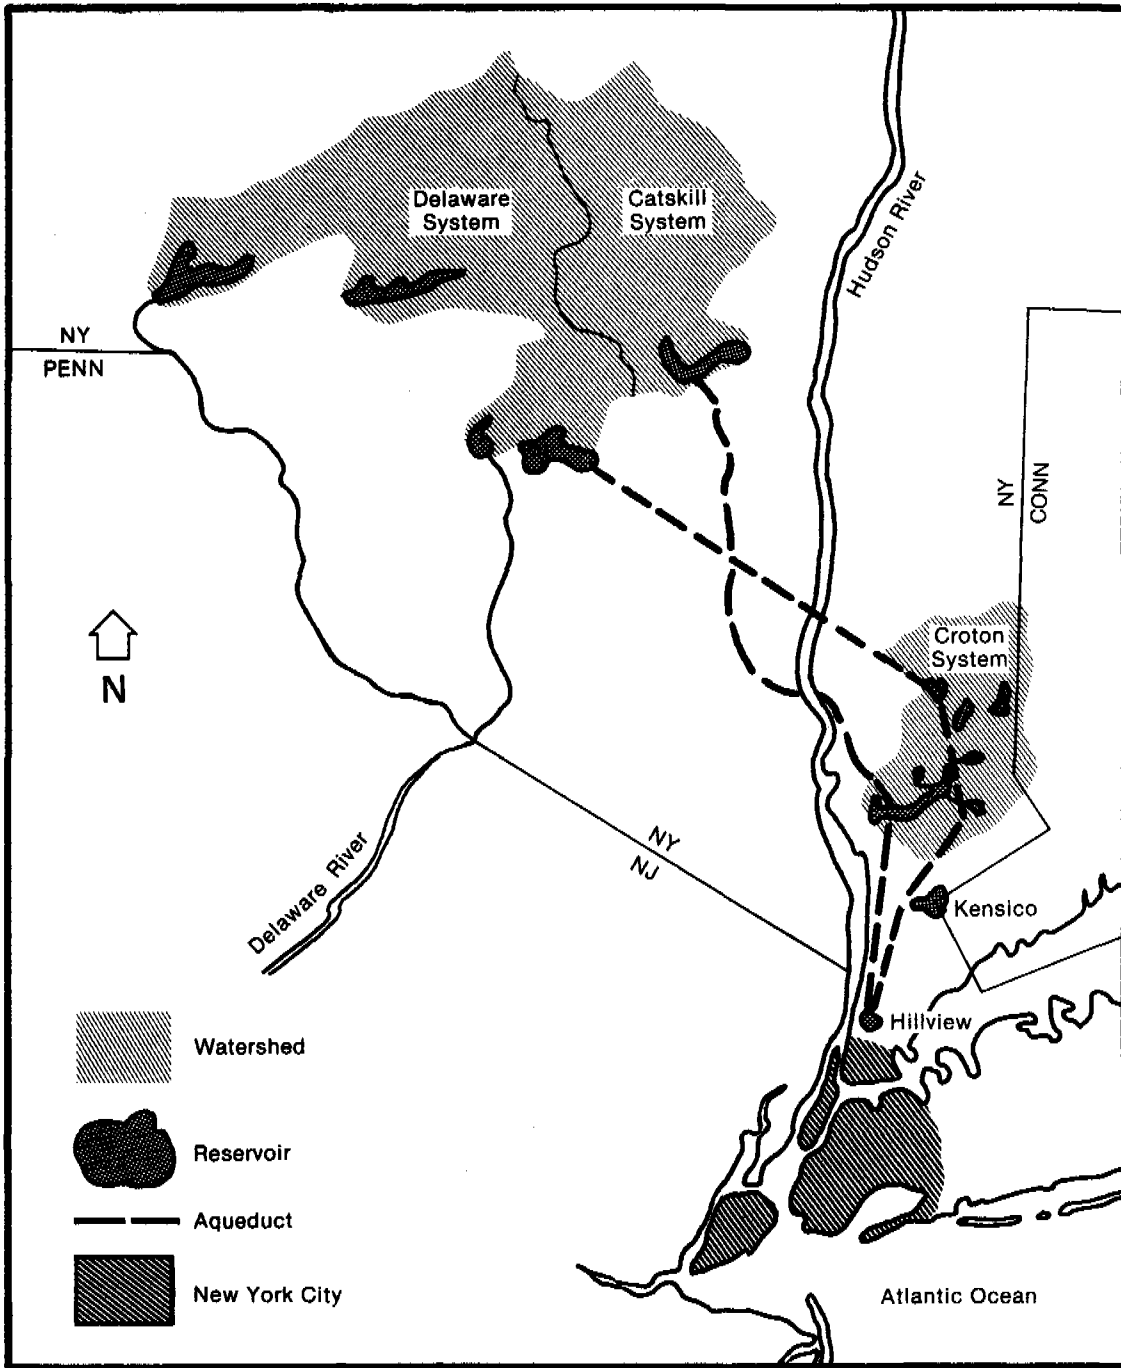 Delaware
System
Catskill
System
Hudson River
NY
PENN
NY
CONN
Croton
System
N
NY
NJ
Delaware River
Kensico
Hillview
Watershed
Reservoir
Aqueduct
New York City
Atlantic Ocean